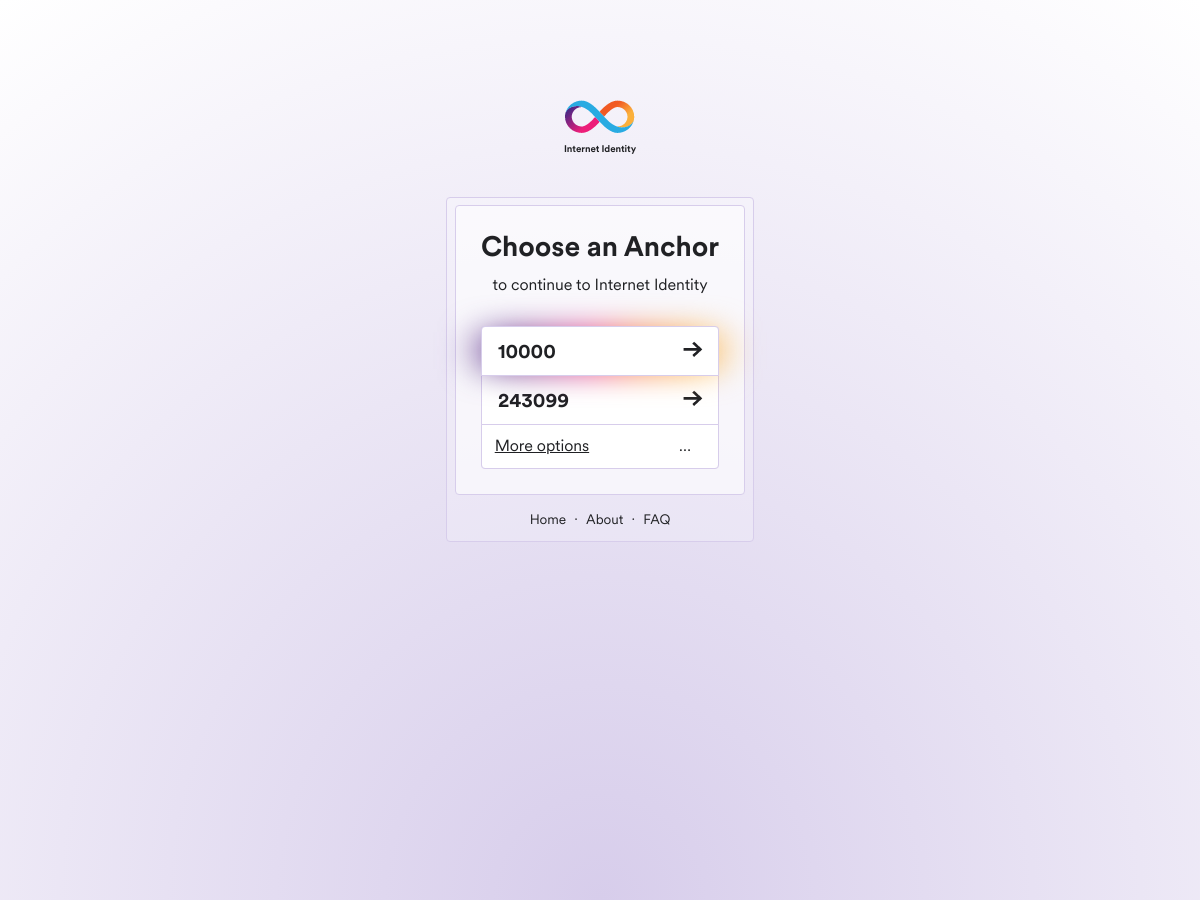 Internet Identity
Choose an Anchor
to continue to Internet Identity
10000
243099
More options ...
Home · About · FAQ